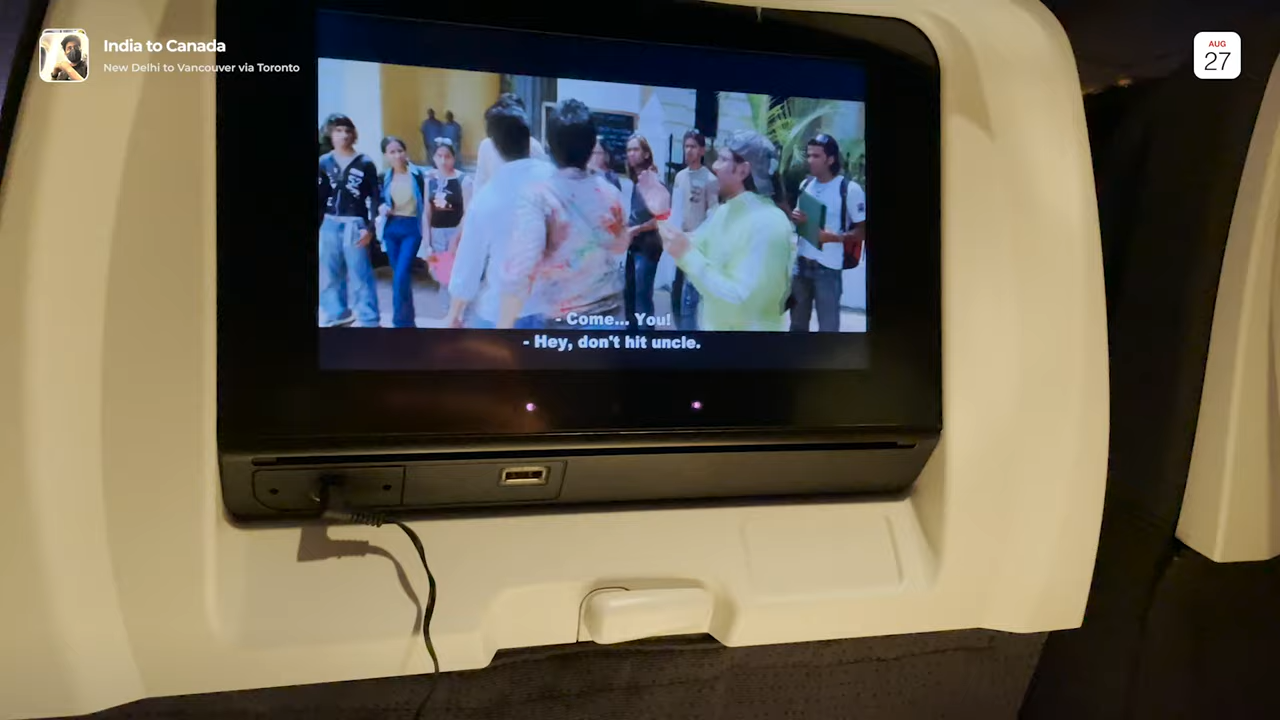 India to Canada
New Delhi to Vancouver via Toronto
AUG
27
- Come... You!
- Hey, don't hit uncle.